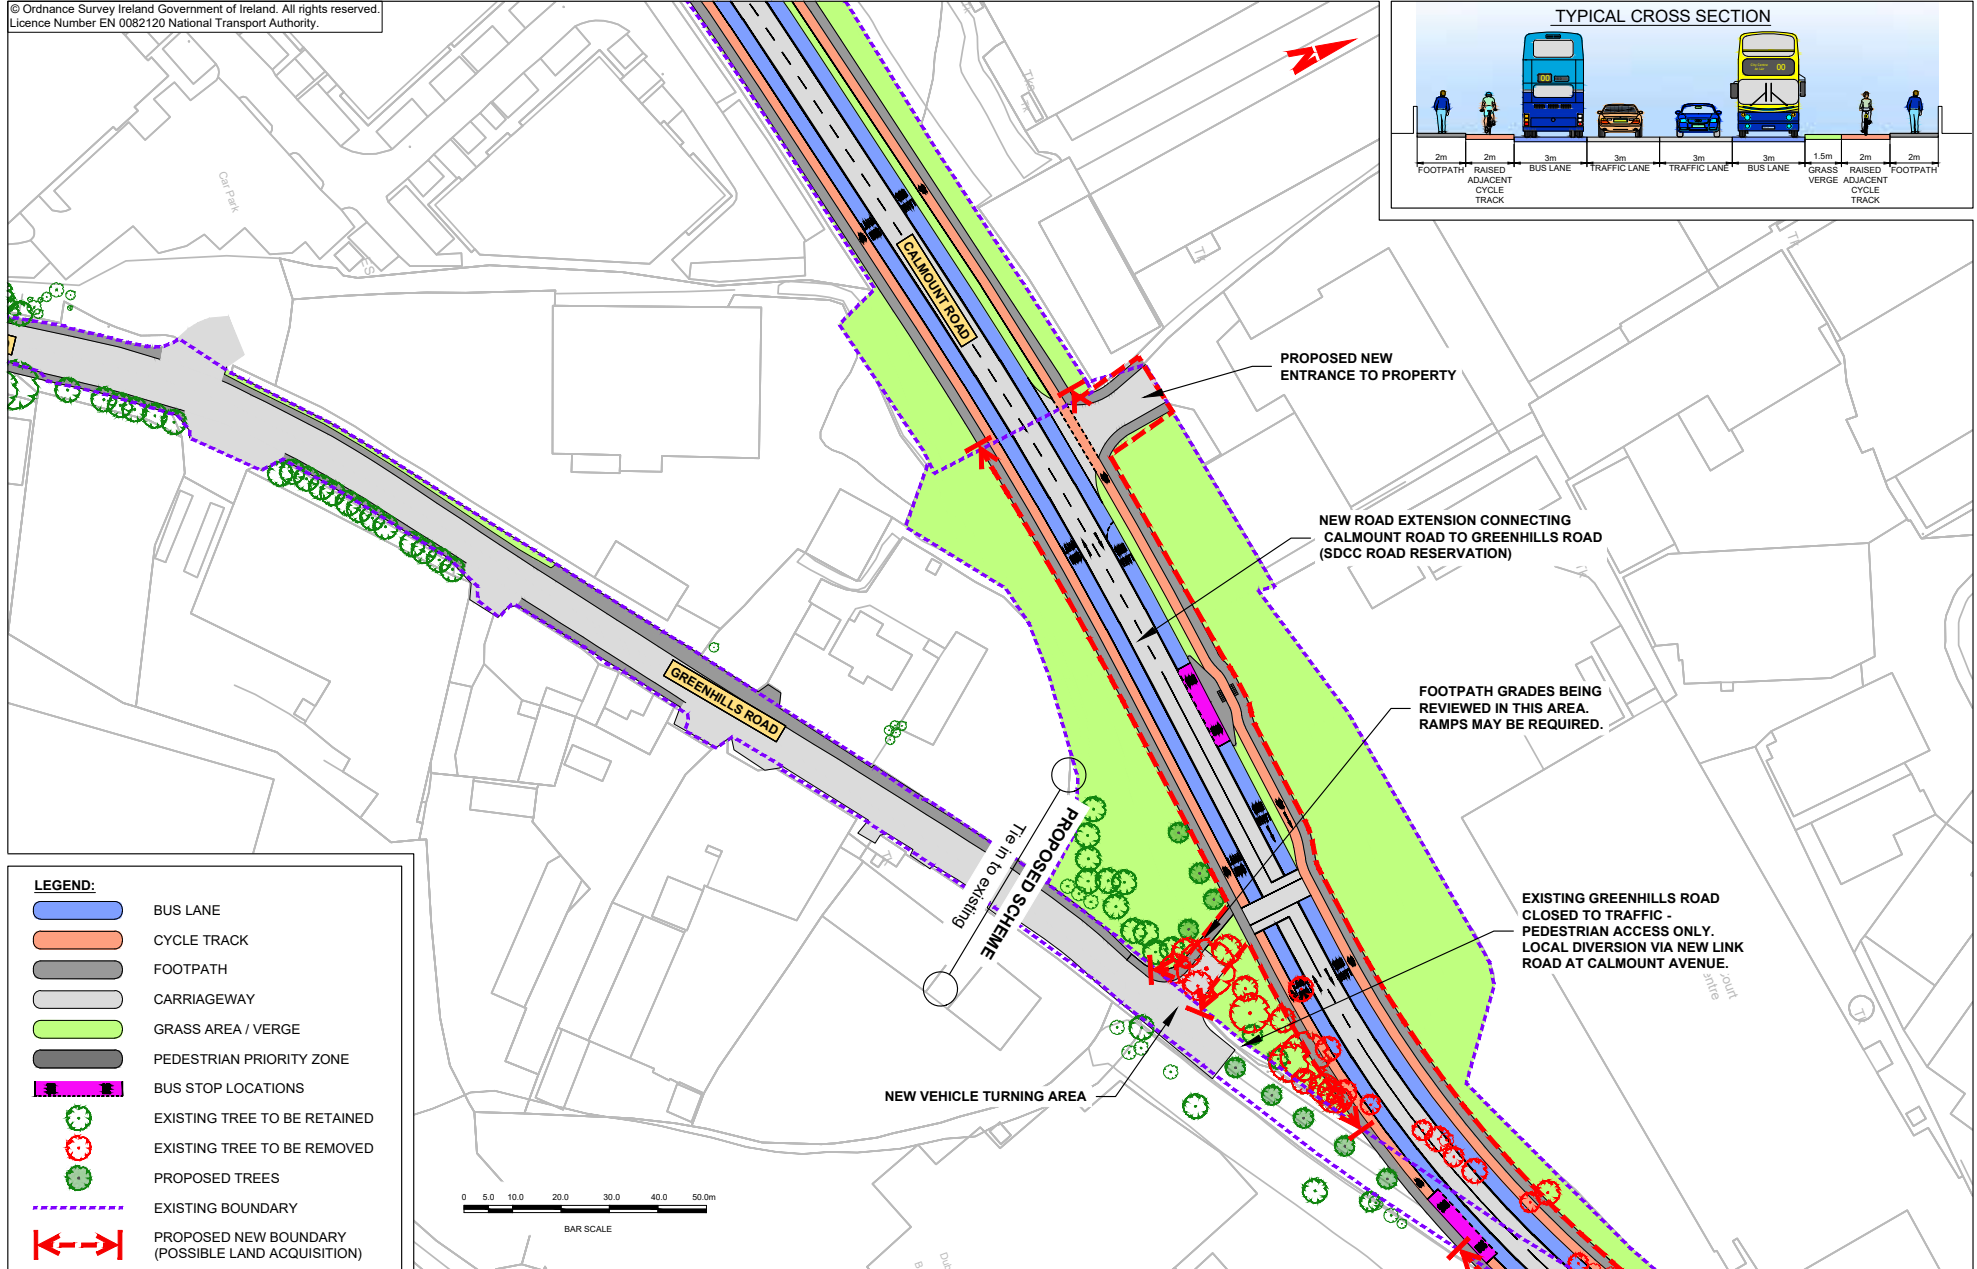 © Ordnance Survey Ireland Government of Ireland. All rights reserved.
Licence Number EN 0082120 National Transport Authority.
TYPICAL CROSS SECTION
00
00
2m
2m
3m
3m
3m
3m
1.5m
2m
2m
FOOTPATH
RAISED
ADJACENT
CYCLE
TRACK
BUS LANE
TRAFFIC LANE
TRAFFIC LANE
BUS LANE
GRASS
VERGE
RAISED
ADJACENT
CYCLE
TRACK
FOOTPATH
N
Car Park
ES
CALMOUNT ROAD
PROPOSED NEW
ENTRANCE TO PROPERTY
NEW ROAD EXTENSION CONNECTING
CALMOUNT ROAD TO GREENHILLS ROAD
(SDCC ROAD RESERVATION)
GREENHILLS ROAD
FOOTPATH GRADES BEING
REVIEWED IN THIS AREA.
RAMPS MAY BE REQUIRED.
PROPOSED SCHEME
Tie in to existing
EXISTING GREENHILLS ROAD
CLOSED TO TRAFFIC -
PEDESTRIAN ACCESS ONLY.
LOCAL DIVERSION VIA NEW LINK
ROAD AT CALMOUNT AVENUE.
NEW VEHICLE TURNING AREA
LEGEND:
BUS LANE
CYCLE TRACK
FOOTPATH
CARRIAGEWAY
GRASS AREA / VERGE
PEDESTRIAN PRIORITY ZONE
BUS STOP LOCATIONS
EXISTING TREE TO BE RETAINED
EXISTING TREE TO BE REMOVED
PROPOSED TREES
EXISTING BOUNDARY
PROPOSED NEW BOUNDARY
(POSSIBLE LAND ACQUISITION)
0 5.0 10.0 20.0 30.0 40.0 50.0m
BAR SCALE